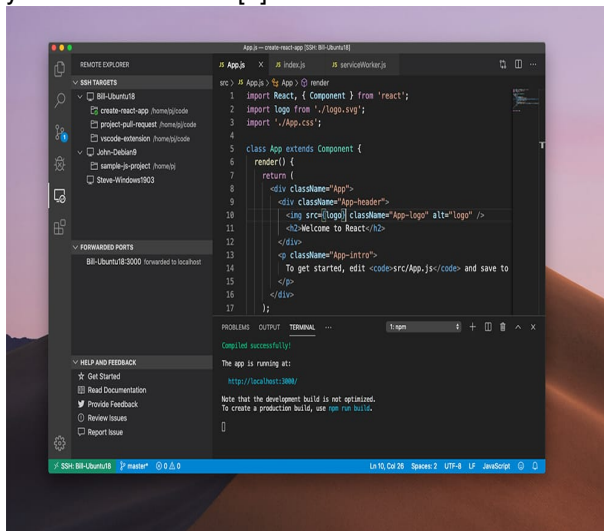 App.js — create-react-app [SSH: Bill-Ubuntu18]
REMOTE EXPLORER
SSH TARGETS
Bill-Ubuntu18
create-react-app /home/pj/code
project-pull-request /home/pj/code
vscode-extension /home/pj/code
John-Debian9
sample-js-project /home/pj
Steve-Windows1903
FORWARDED PORTS
Bill-Ubuntu18:3000 forwarded to localhost
HELP AND FEEDBACK
Get Started
Read Documentation
Provide Feedback
Review Issues
Report Issue
JS App.js × JS index.js JS serviceWorker.js
src > JS App.js > App > render
1 import React, { Component } from 'react';
2 import logo from './logo.svg';
3 import './App.css';
4
5 class App extends Component {
6 render() {
7 return (
8 <div className="App">
9 <div className="App-header">
10 <img src={logo} className="App-logo" alt="logo" />
11 <h2>Welcome to React</h2>
12 </div>
13 <p className="App-intro">
14 To get started, edit <code>src/App.js</code> and save to
15 </p>
16 </div>
17 );
PROBLEMS OUTPUT TERMINAL ··· 1: npm
Compiled successfully!
The app is running at:
http://localhost:3000/
Note that the development build is not optimized.
To create a production build, use npm run build.
SSH: Bill-Ubuntu18 master* 0 0 Ln 10, Col 26 Spaces: 2 UTF-8 LF JavaScript